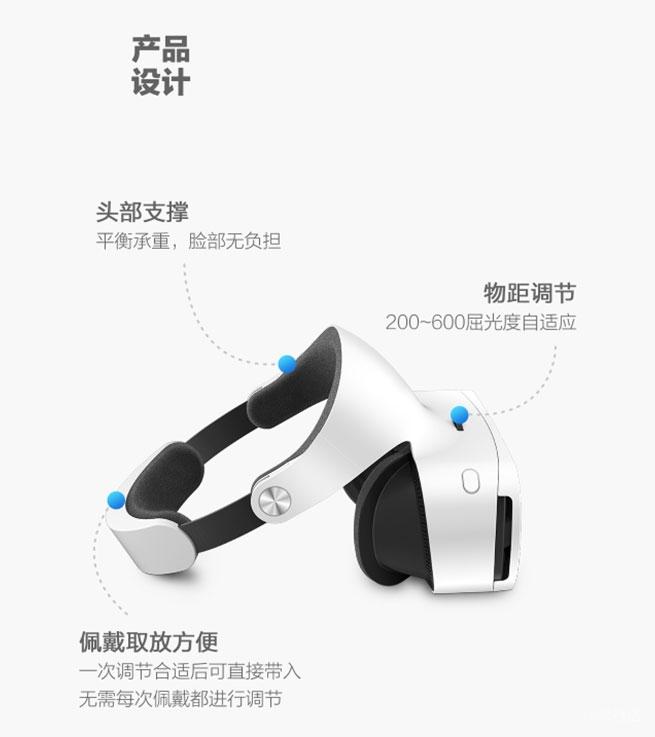 产品
设计
头部支撑
平衡承重，脸部无负担
物距调节
200~600屈光度自适应
佩戴取放方便
一次调节合适后可直接带入
无需每次佩戴都进行调节